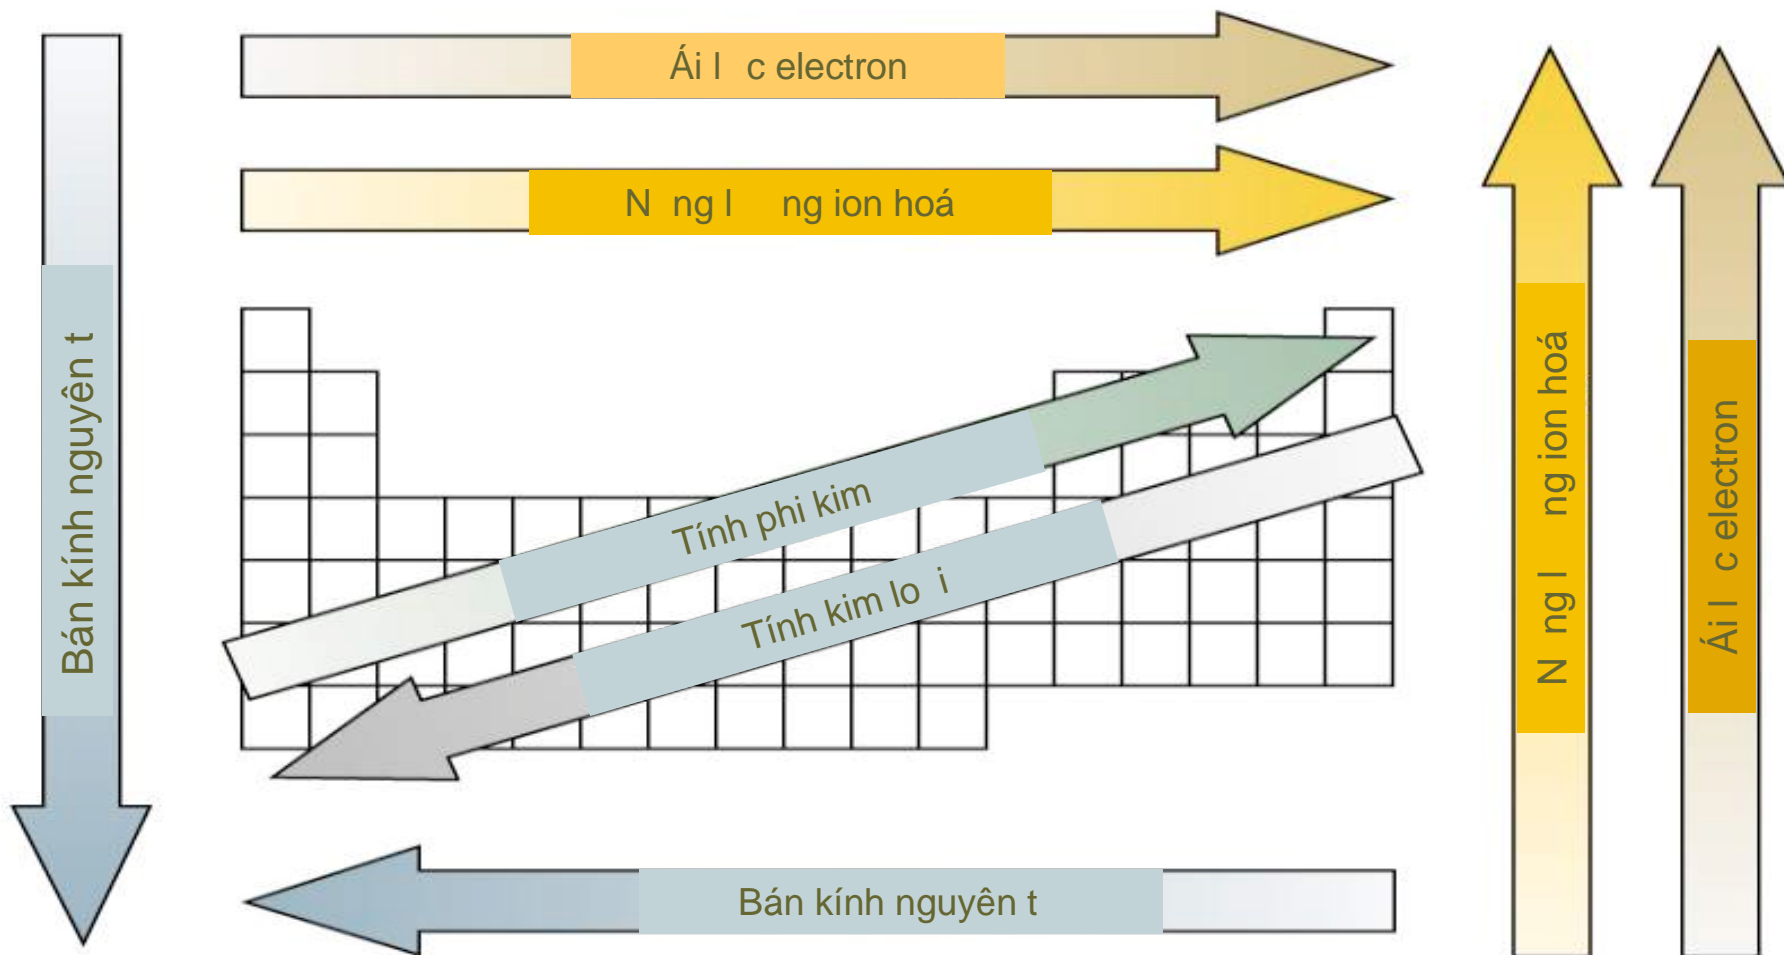 Ái l c electron
N ng l ng ion hoá
Bán kính nguyên t
Tính phi kim
Tính kim lo i
N ng l ng ion hoá
Ái l c electron
Bán kính nguyên t